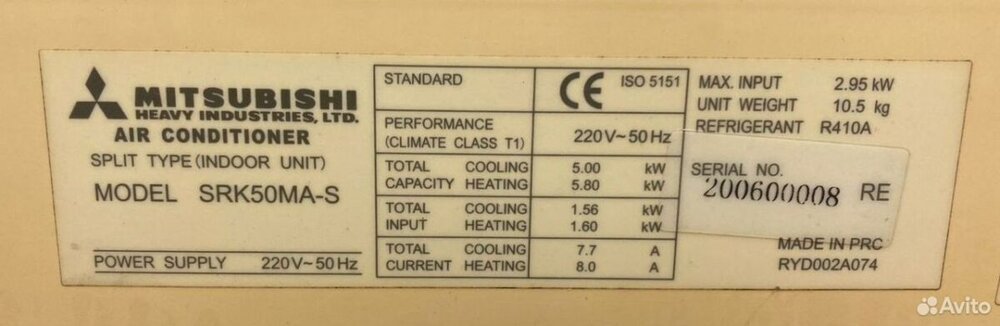 MITSUBISHI
HEAVY INDUSTRIES, LTD.
AIR CONDITIONER
SPLIT TYPE (INDOOR UNIT)
MODEL SRK50MA-S
POWER SUPPLY 220V~50Hz
STANDARD CE ISO 5151
PERFORMANCE
(CLIMATE CLASS T1) 220V~50Hz
TOTAL COOLING 5.00 kW
CAPACITY HEATING 5.80 kW
TOTAL COOLING 1.56 kW
INPUT HEATING 1.60 kW
TOTAL COOLING 7.7 A
CURRENT HEATING 8.0 A
MAX. INPUT 2.95 kW
UNIT WEIGHT 10.5 kg
REFRIGERANT R410A
SERIAL NO.
200600008 RE
MADE IN PRC
RYD002A074
Avito